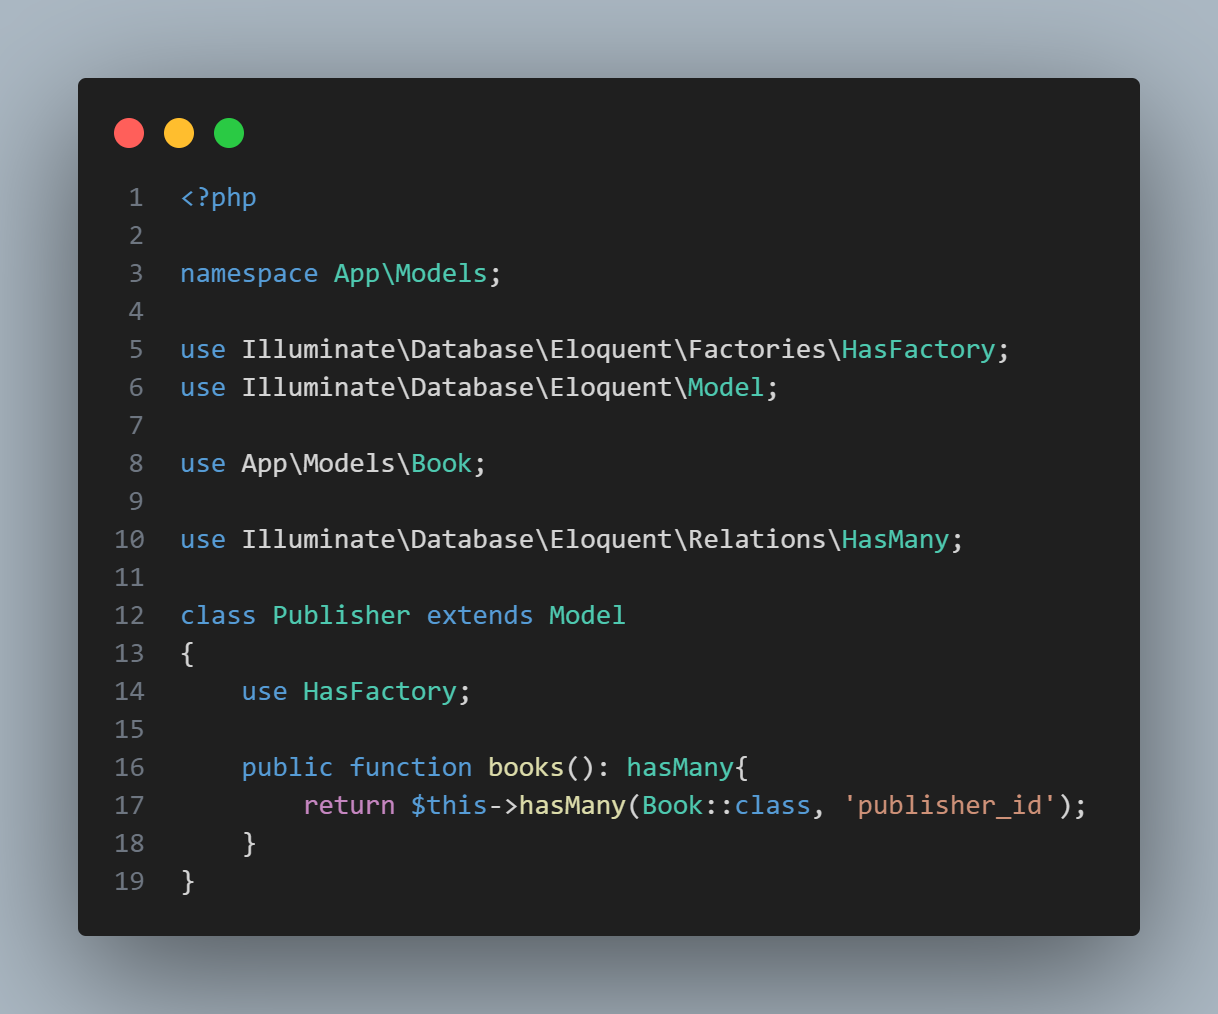 1 <?php
2
3 namespace App\Models;
4
5 use Illuminate\Database\Eloquent\Factories\HasFactory;
6 use Illuminate\Database\Eloquent\Model;
7
8 use App\Models\Book;
9
10 use Illuminate\Database\Eloquent\Relations\HasMany;
11
12 class Publisher extends Model
13 {
14     use HasFactory;
15
16     public function books(): hasMany{
17         return $this->hasMany(Book::class, 'publisher_id');
18     }
19 }